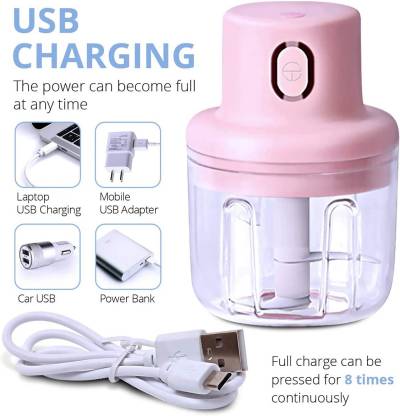 USB
CHARGING
The power can become full
at any time
Laptop
USB Charging
Mobile
USB Adapter
Car USB
Power Bank
Full charge can be
pressed for 8 times
continuously